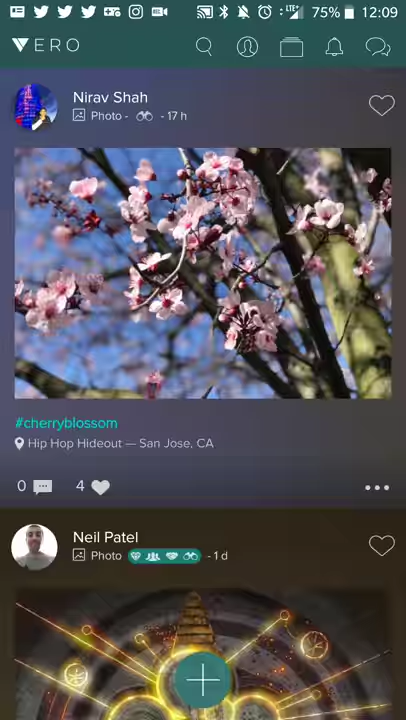 75% 12:09
VERO
Nirav Shah
Photo - - 17 h
#cherryblossom
Hip Hop Hideout — San Jose, CA
0 4
Neil Patel
Photo - 1 d